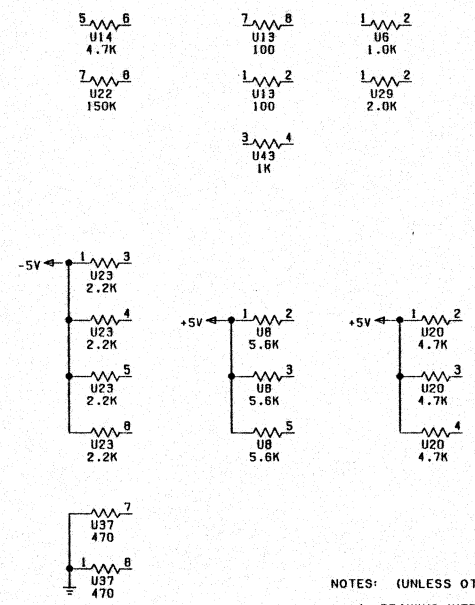 5 6
U14
4.7K
7 8
U13
100
1 2
U6
1.0K
7 8
U22
150K
1 2
U13
100
1 2
U29
2.0K
3 4
U43
1K
-5V 1 3
U23
2.2K
4
U23
2.2K
5
U23
2.2K
8
U23
2.2K
+5V 1 2
U8
5.6K
3
U8
5.6K
5
U8
5.6K
+5V 1 2
U20
4.7K
3
U20
4.7K
4
U20
4.7K
7
U37
470
1 8
U37
470
NOTES: (UNLESS OT